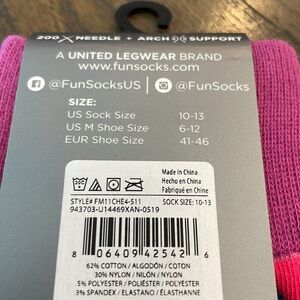 200 NEEDLE + ARCH SUPPORT
A UNITED LEGWEAR BRAND
www.funsocks.com
@FunSocksUS | @FunSocks
SIZE:
US Sock Size 10-13
US M Shoe Size 6-12
EUR Shoe Size 41-46
Made in China
Hecho en China
Fabriqué en Chine
STYLE# FM11CHE4-511 SOCK SIZE: 10-13
943703-U14469XAN-0519
8 06409 42542 6
62% COTTON / ALGODÓN / COTON
30% NYLON / NILÓN / NYLON
5% POLYESTER / POLIÉSTER / POLYESTER
3% SPANDEX / ELASTANO / ÉLASTHANNE